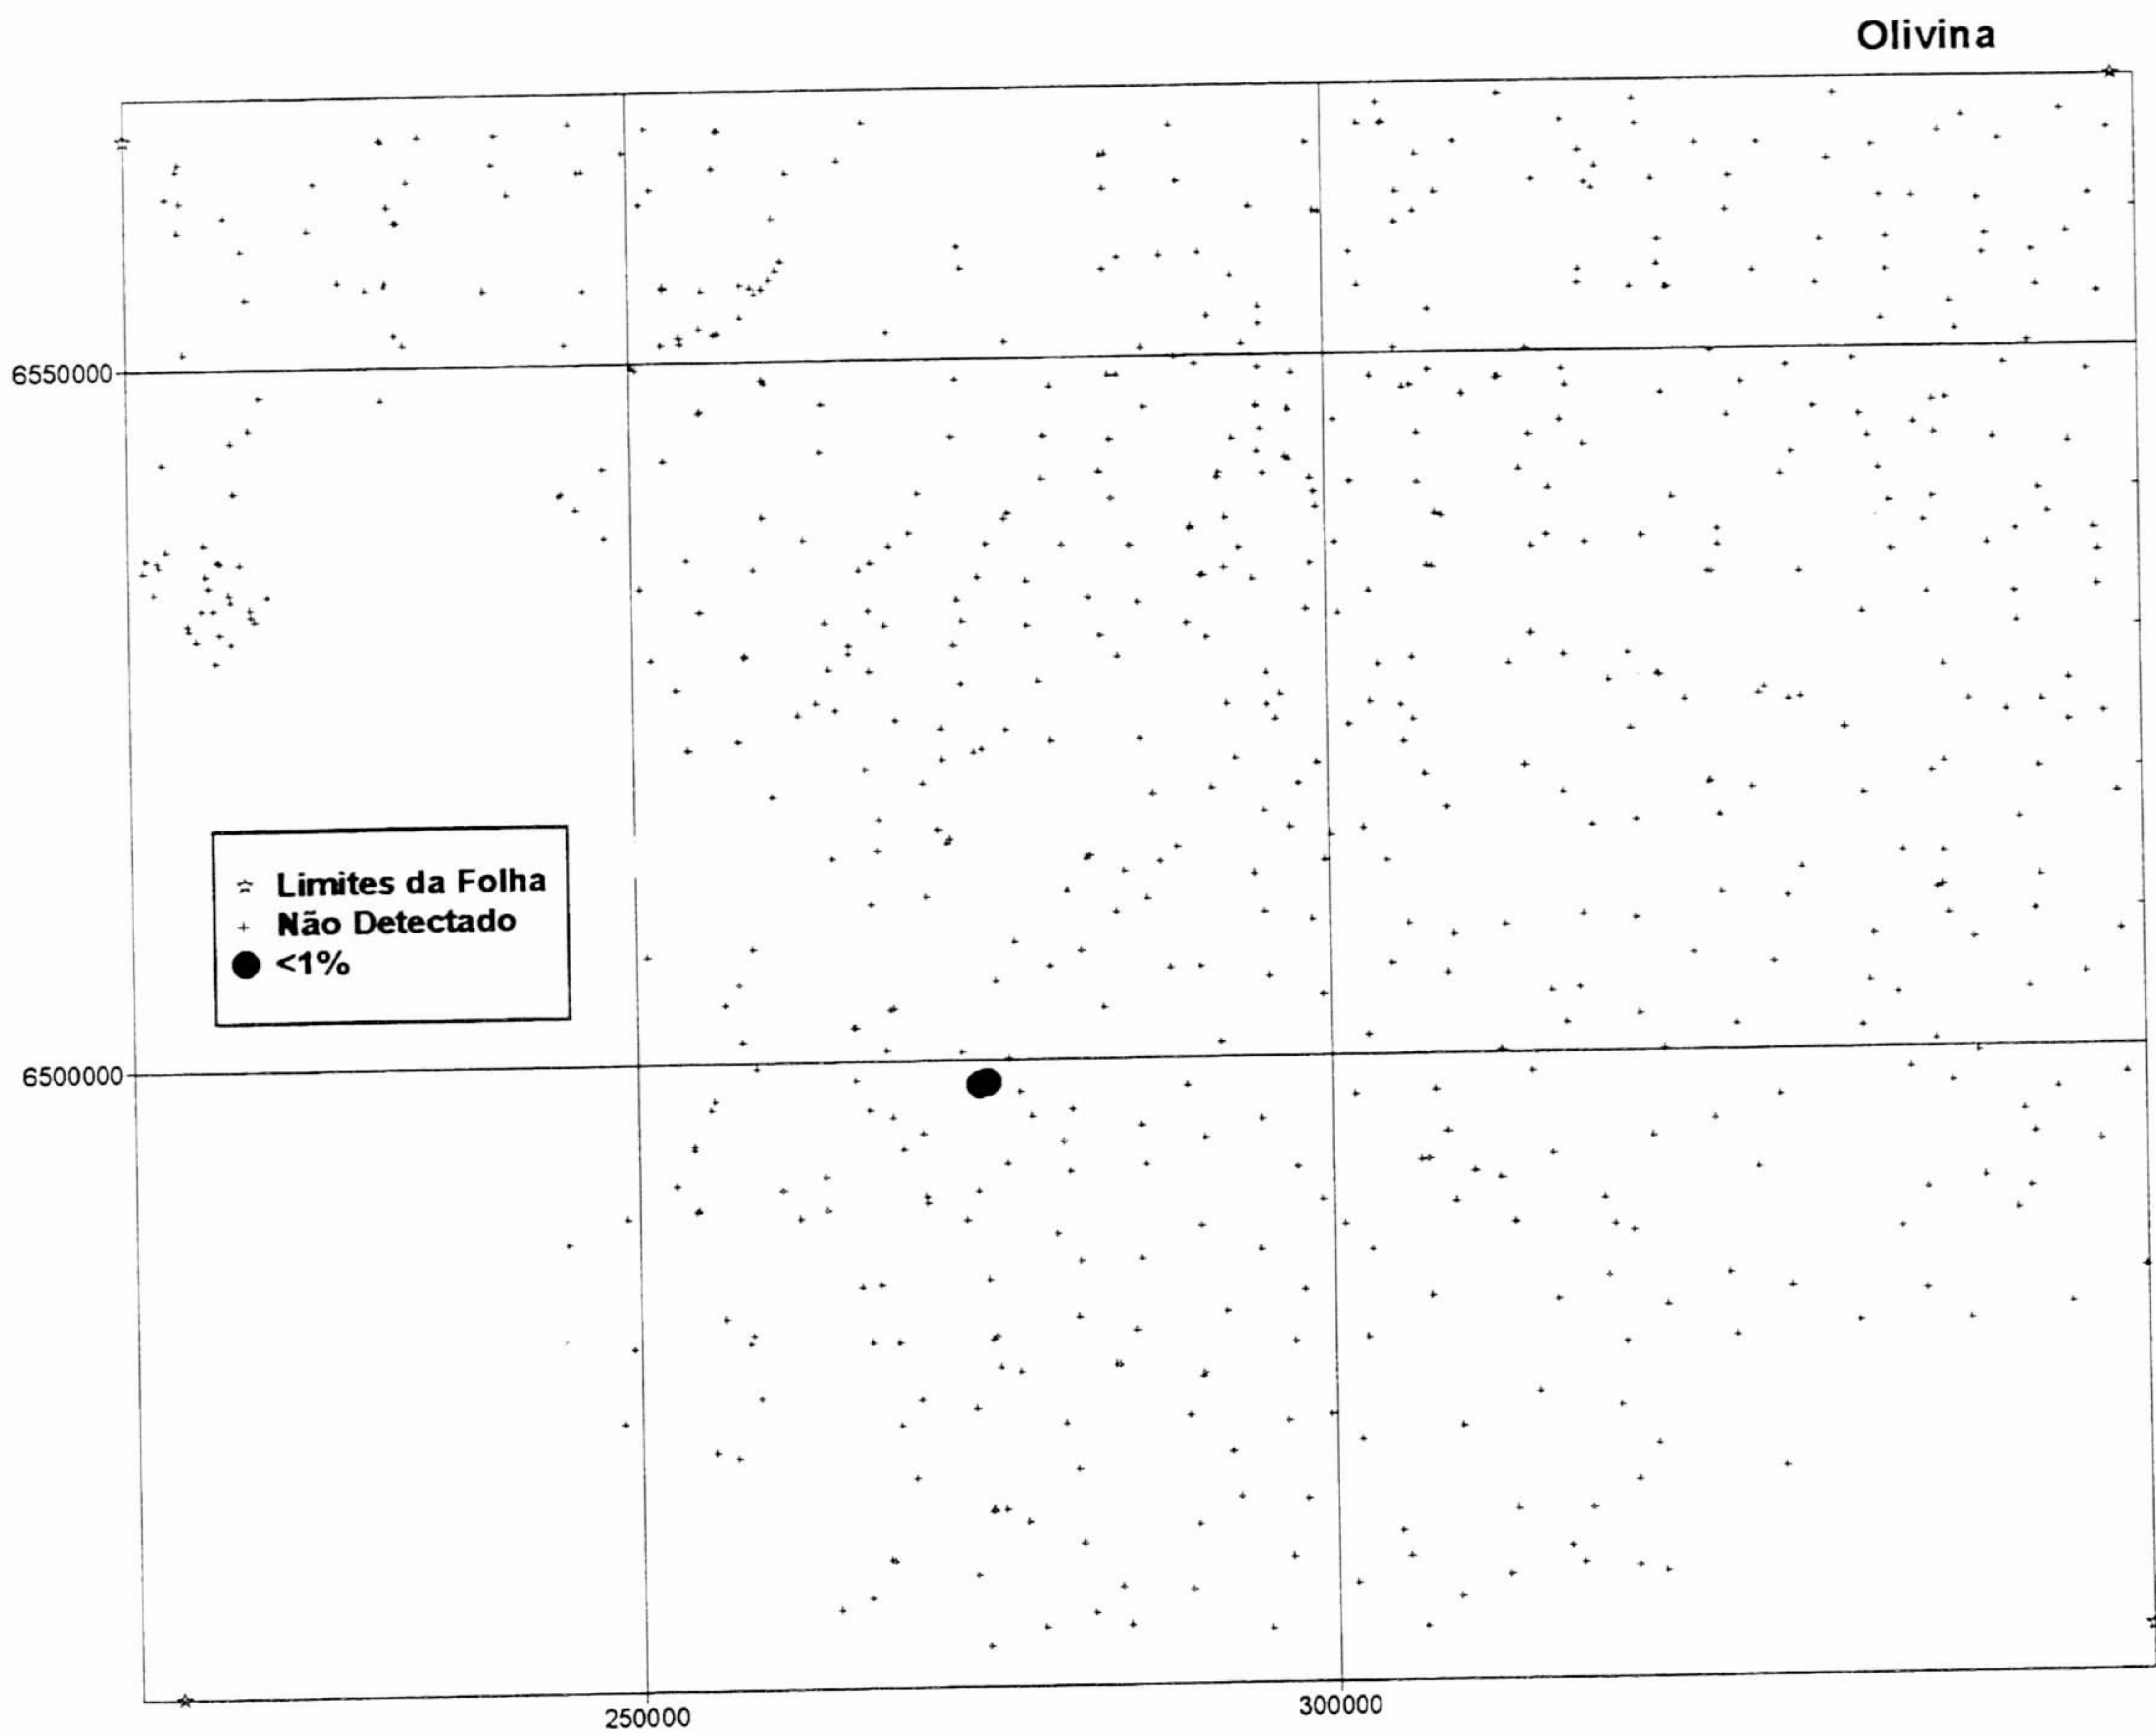 Olivina
6550000
Limites da Folha
Não Detectado
<1%
6500000
250000
300000